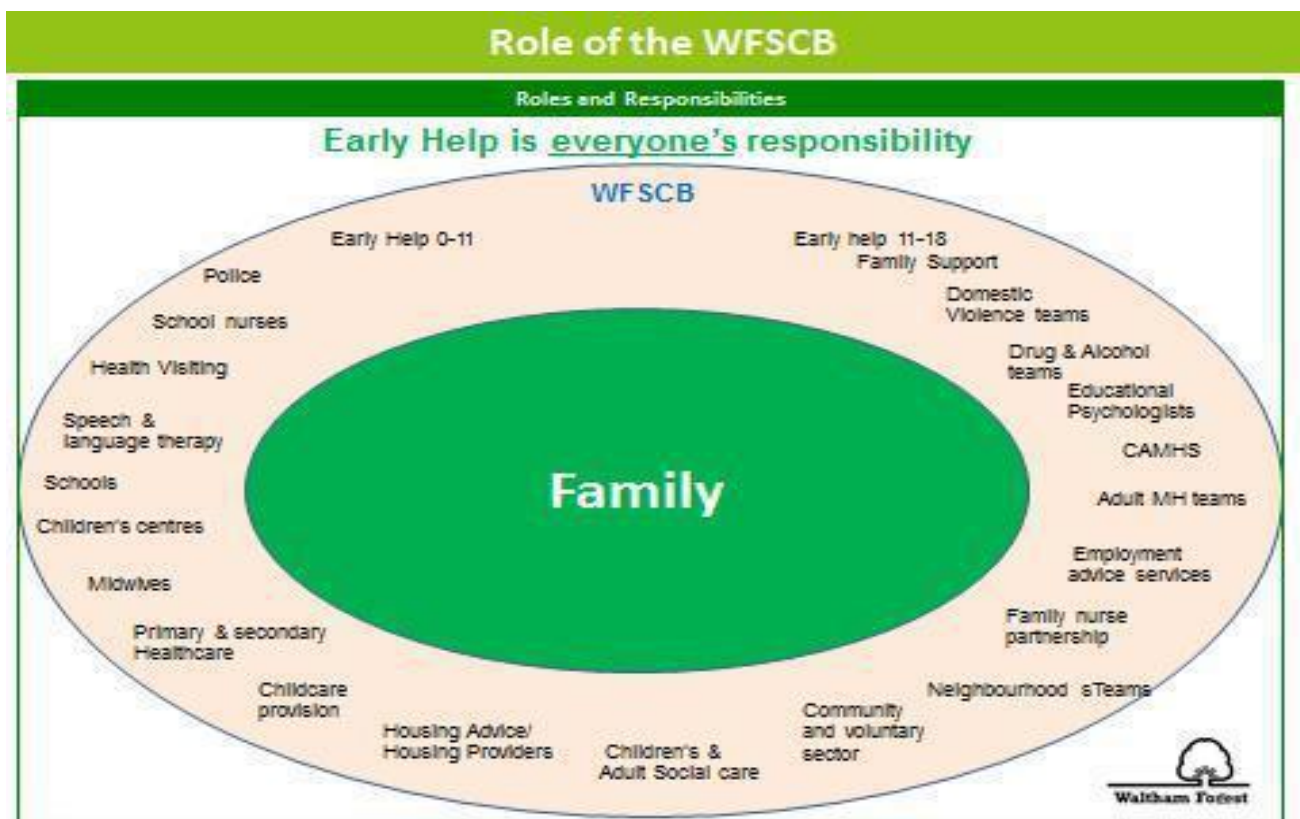 Role of the WFSCB
Roles and Responsibilities
Early Help is everyone's responsibility
WFSCB
Early Help 0-11
Police
School nurses
Health Visiting
Speech &
language therapy
Schools
Children's centres
Midwives
Primary & secondary
Healthcare
Childcare
provision
Housing Advice/
Housing Providers
Children's &
Adult Social care
Community
and voluntary
sector
Neighbourhood sTeams
Family nurse
partnership
Employment
advice services
Adult MH teams
CAMHS
Educational
Psychologists
Drug & Alcohol
teams
Domestic
Violence teams
Early help 11-18
Family Support
Family
Waltham Forest